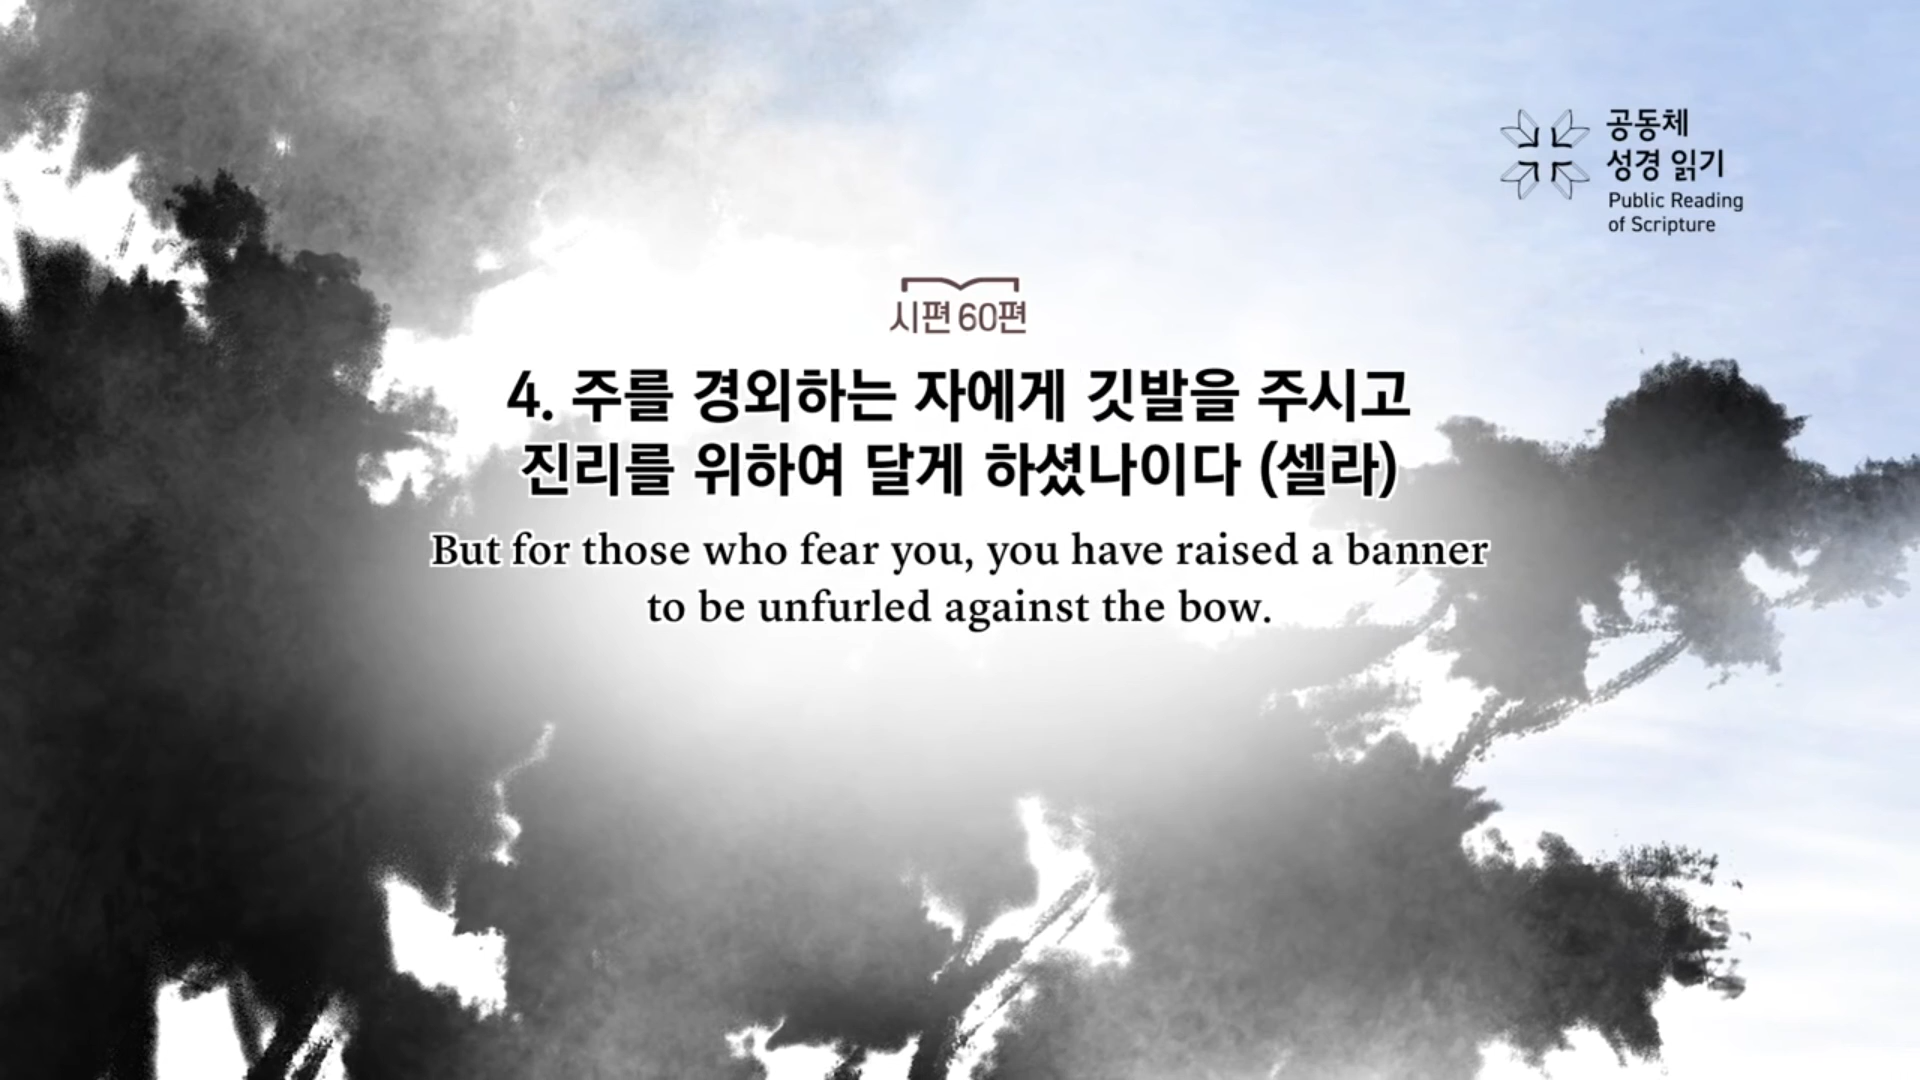 공동체
성경 읽기
Public Reading
of Scripture
시편 60편
4. 주를 경외하는 자에게 깃발을 주시고
진리를 위하여 달게 하셨나이다 (셀라)
But for those who fear you, you have raised a banner
to be unfurled against the bow.